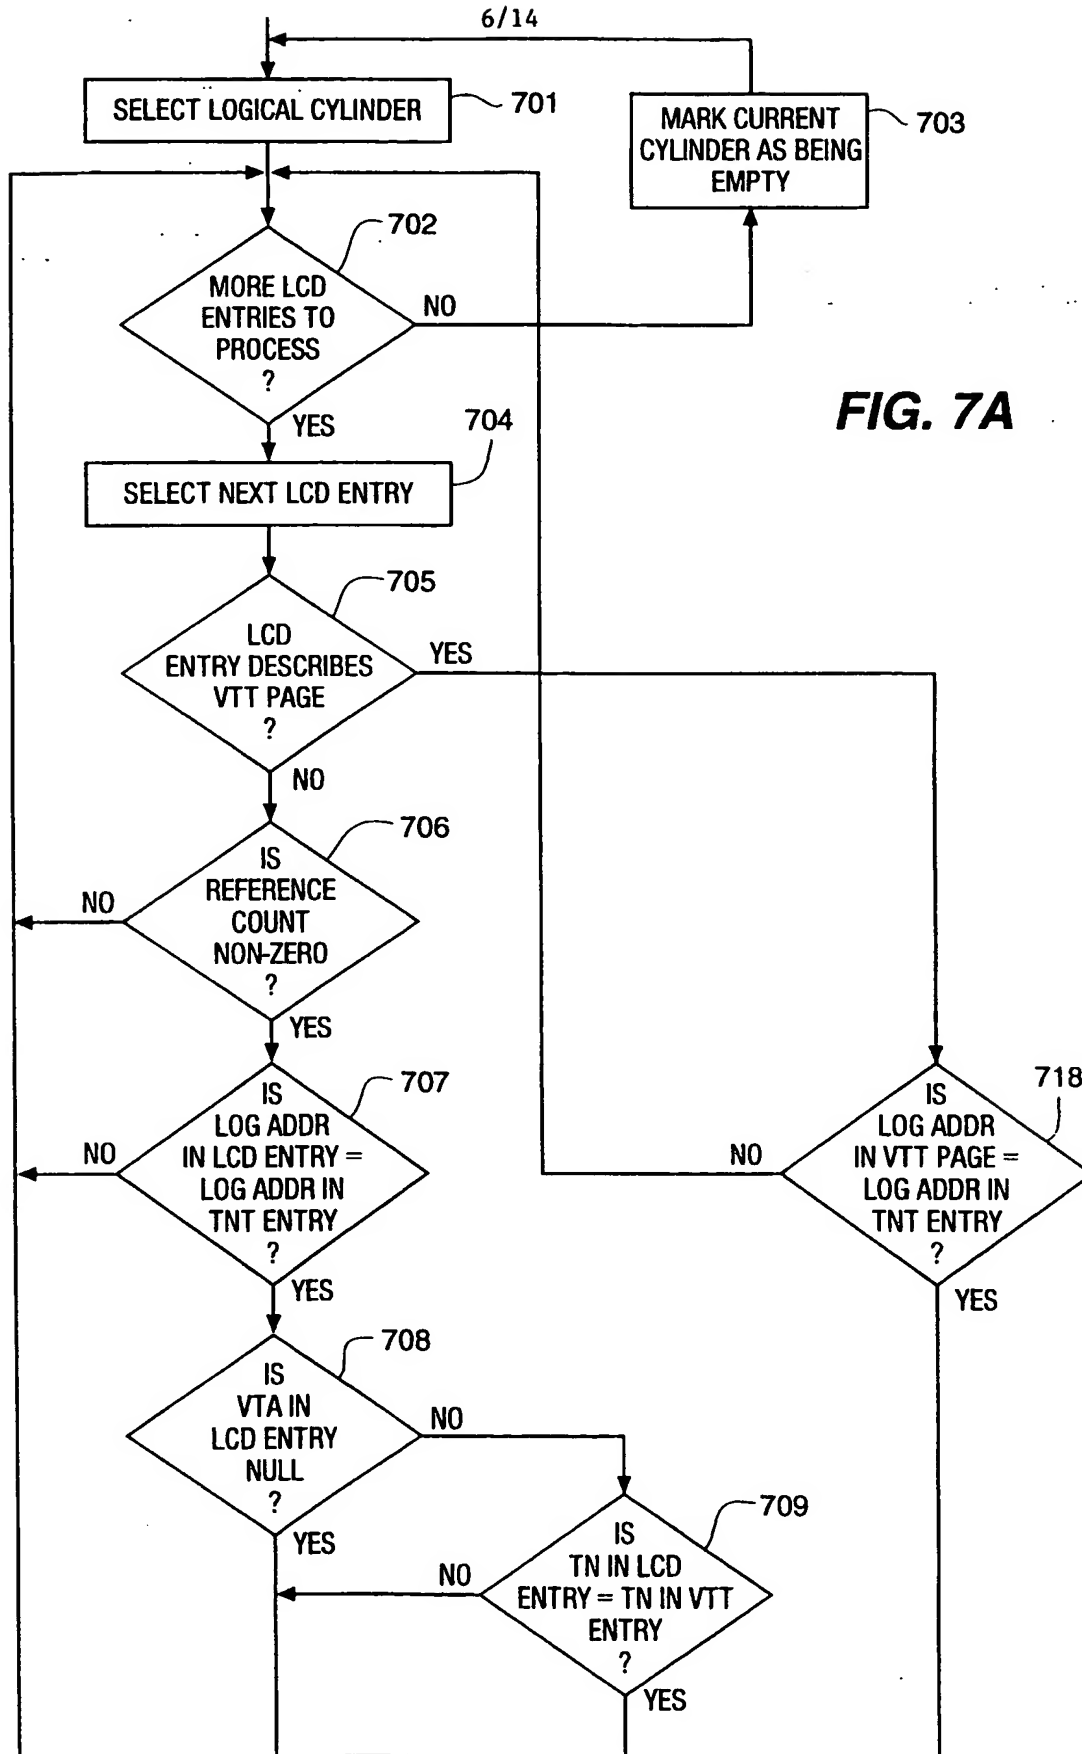 6/14
SELECT LOGICAL CYLINDER
701
MARK CURRENT
CYLINDER AS BEING
EMPTY
703
702
MORE LCD
ENTRIES TO
PROCESS
?
NO
YES
FIG. 7A
704
SELECT NEXT LCD ENTRY
705
LCD
ENTRY DESCRIBES
VTT PAGE
?
YES
NO
706
IS
REFERENCE
COUNT
NON-ZERO
?
NO
YES
707
IS
LOG ADDR
IN LCD ENTRY =
LOG ADDR IN
TNT ENTRY
?
NO
YES
718
IS
LOG ADDR
IN VTT PAGE =
LOG ADDR IN
TNT ENTRY
?
NO
YES
708
IS
VTA IN
LCD ENTRY
NULL
?
NO
YES
709
IS
TN IN LCD
ENTRY = TN IN VTT
ENTRY
?
NO
YES